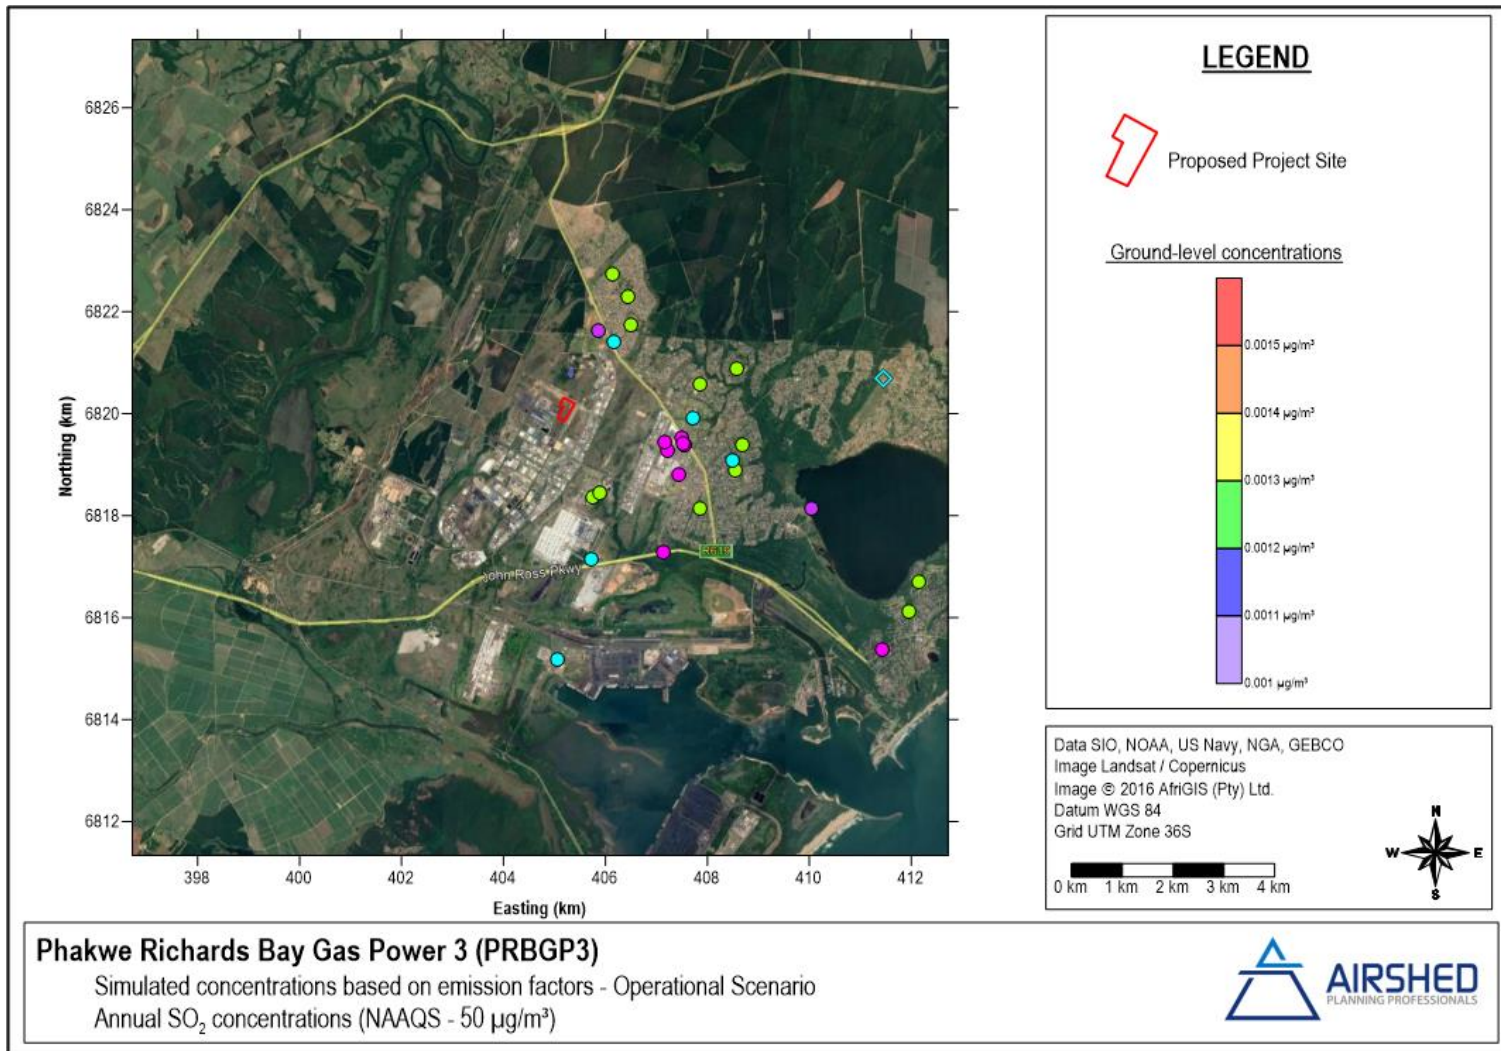 LEGEND
Proposed Project Site
Ground-level concentrations
0.0015 µg/m³
0.0014 µg/m³
0.0013 µg/m³
0.0012 µg/m³
0.0011 µg/m³
0.001 µg/m³
Northing (km)
6826
6824
6822
6820
6818
6816
6814
6812
R619
John Ross Pkwy
398 400 402 404 406 408 410 412
Easting (km)
Data SIO, NOAA, US Navy, NGA, GEBCO
Image Landsat / Copernicus
Image © 2016 AfriGIS (Pty) Ltd.
Datum WGS 84
Grid UTM Zone 36S
0 km 1 km 2 km 3 km 4 km
N
W E
S
Phakwe Richards Bay Gas Power 3 (PRBGP3)
Simulated concentrations based on emission factors - Operational Scenario
Annual SO₂ concentrations (NAAQS - 50 µg/m³)
AIRSHED
PLANNING PROFESSIONALS